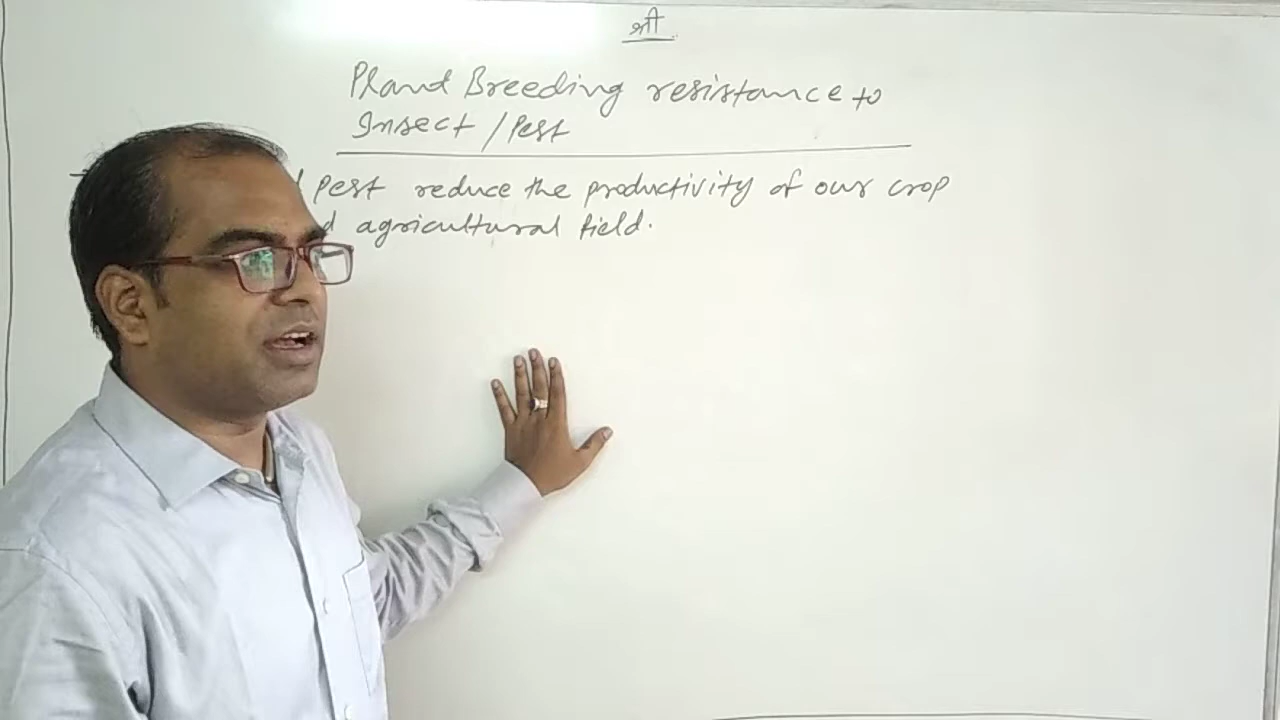 श्री
Plant Breeding resistance to
Insect / Pest
Pest reduce the productivity of our crop
agricultural field.